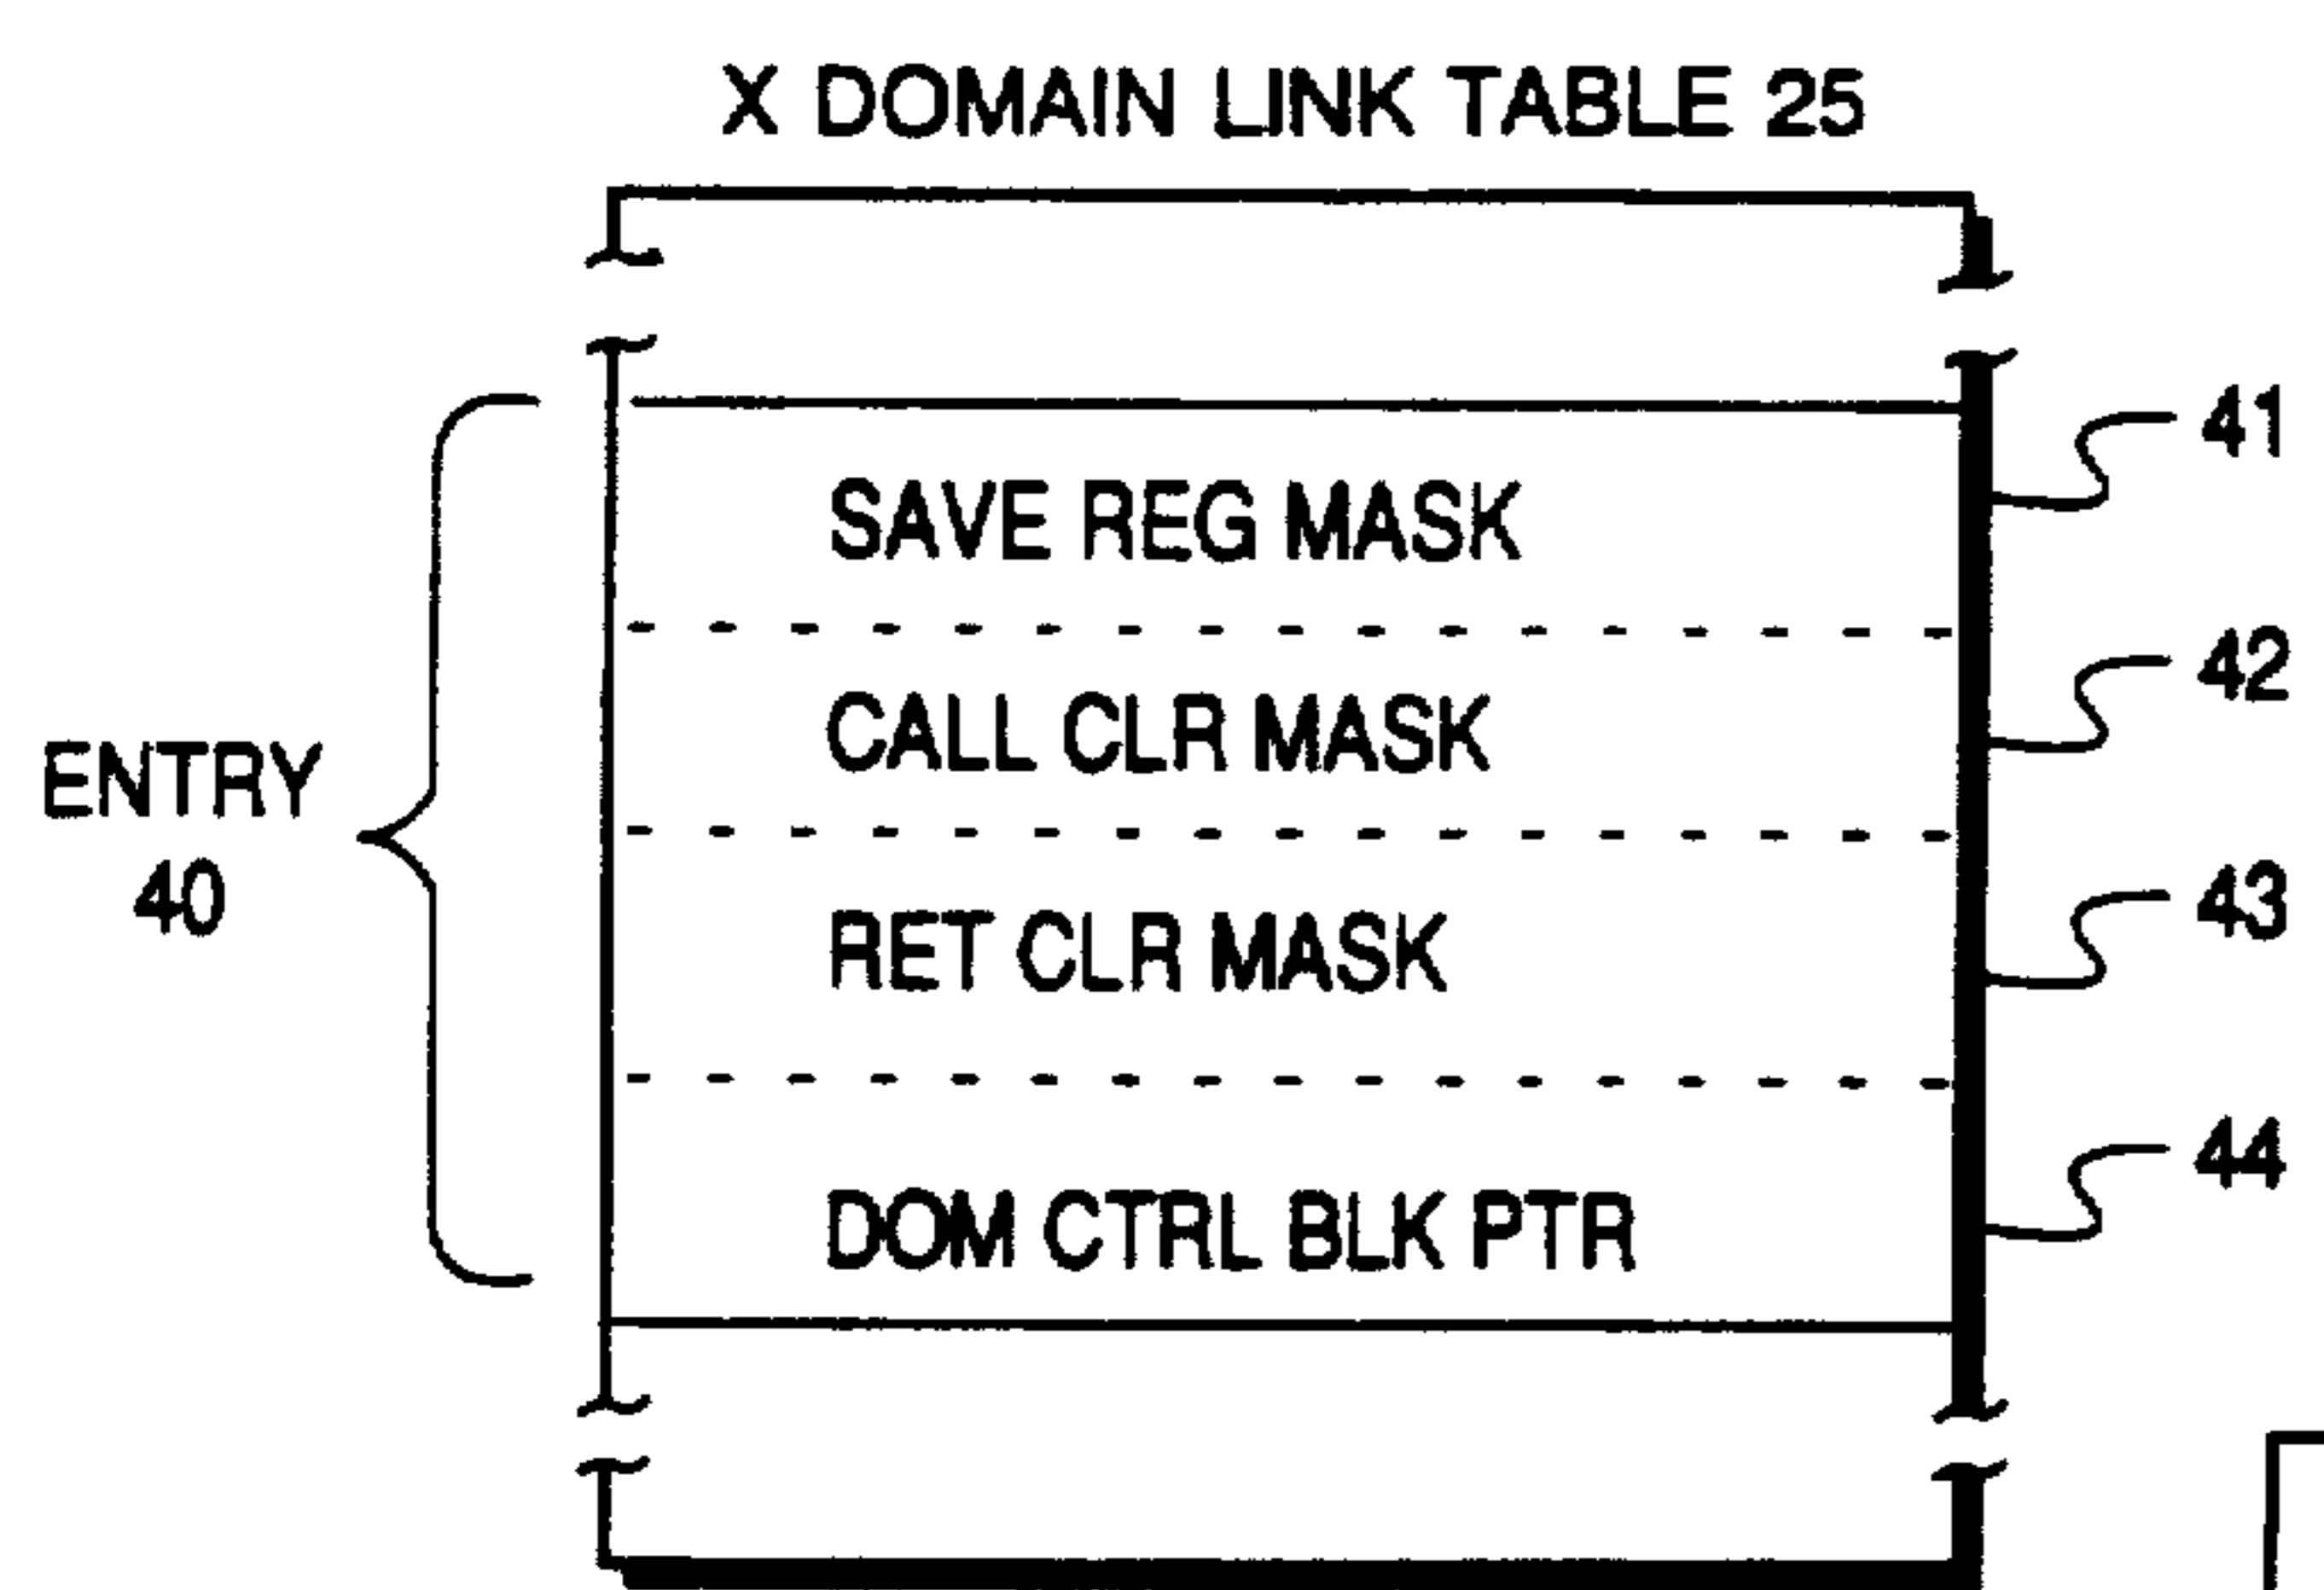 X DOMAIN LINK TABLE 25
41
SAVE REG MASK
42
CALL CLR MASK
ENTRY
40
43
RET CLR MASK
44
DOM CTRL BLK PTR